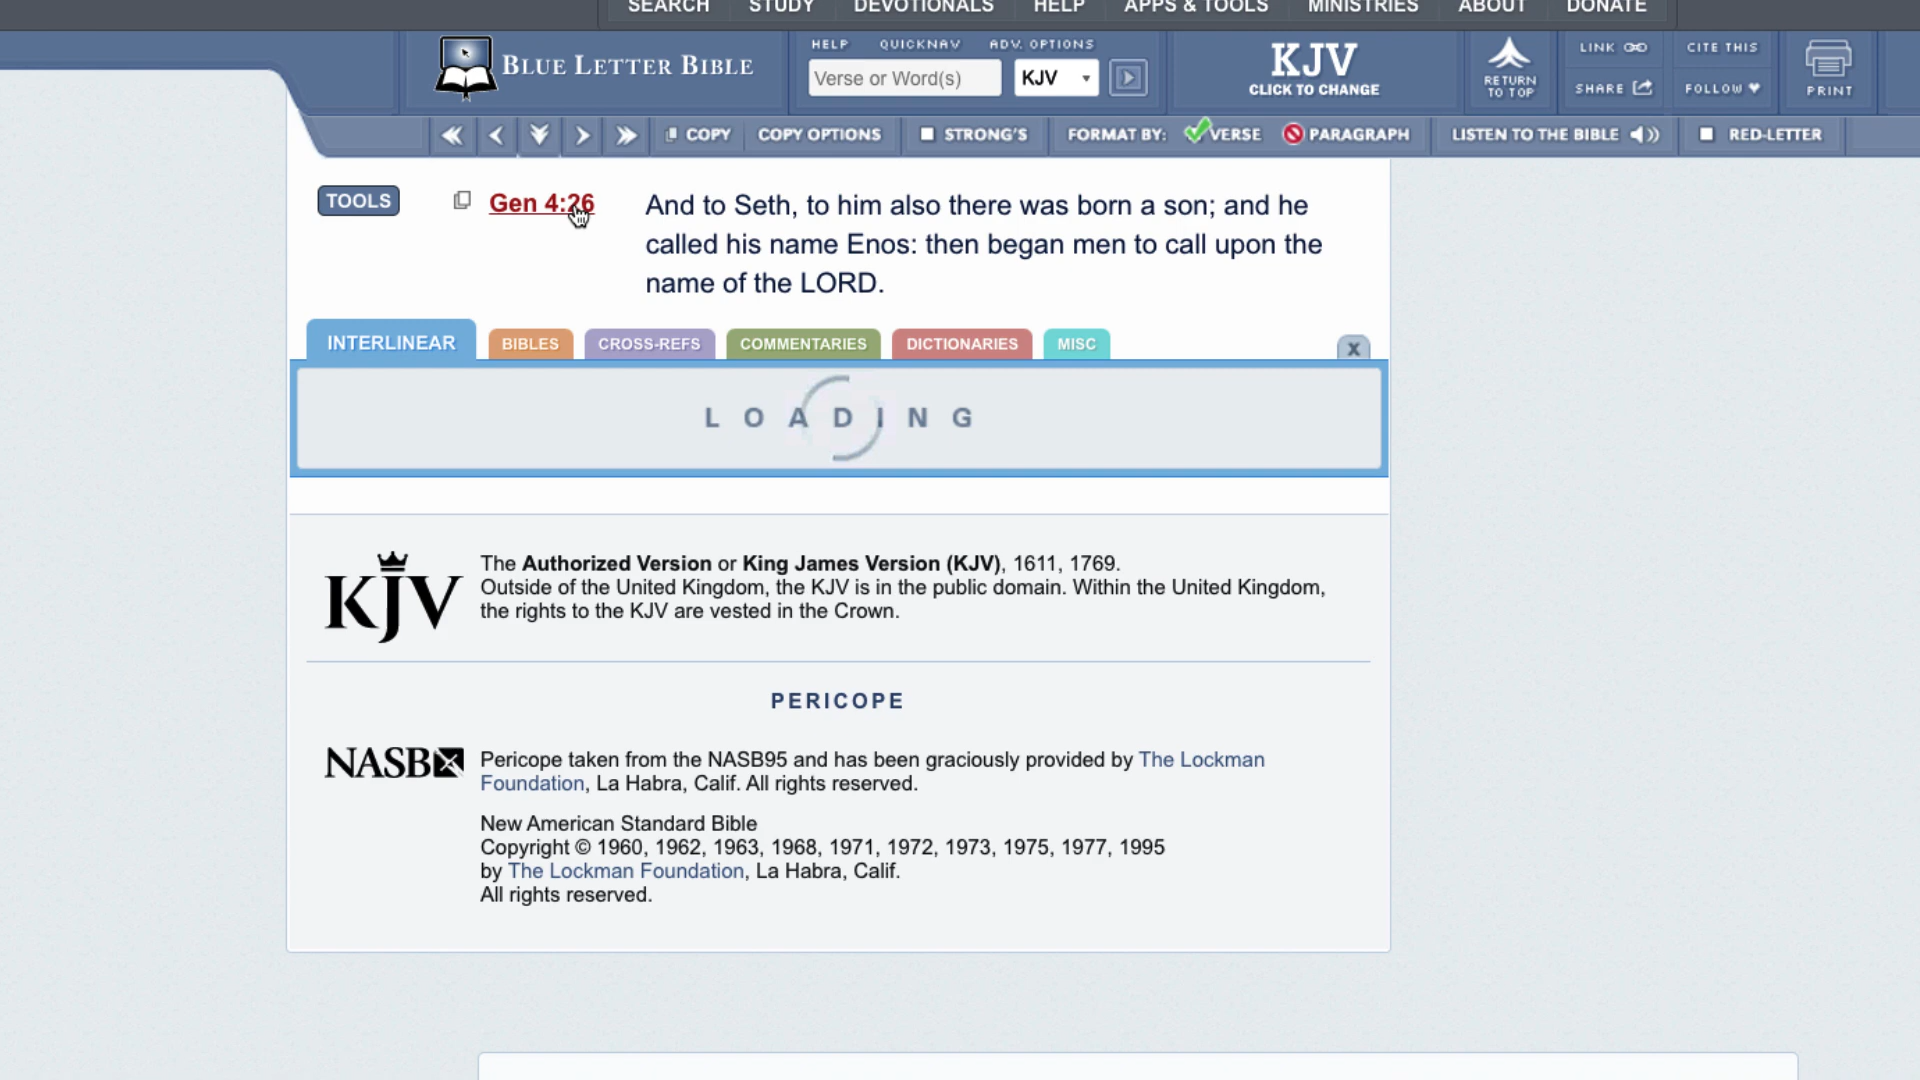 SEARCH STUDY DEVOTIONALS HELP APPS & TOOLS MINISTRIES ABOUT DONATE
BLUE LETTER BIBLE
HELP QUICKNAV ADV. OPTIONS
Verse or Word(s) KJV
KJV
CLICK TO CHANGE
RETURN
TO TOP
LINK
SHARE
CITE THIS
FOLLOW
PRINT
COPY COPY OPTIONS STRONG'S FORMAT BY: VERSE PARAGRAPH LISTEN TO THE BIBLE RED-LETTER
TOOLS
Gen 4:26
And to Seth, to him also there was born a son; and he
called his name Enos: then began men to call upon the
name of the LORD.
INTERLINEAR BIBLES CROSS-REFS COMMENTARIES DICTIONARIES MISC X
LOADING
KJV
The Authorized Version or King James Version (KJV), 1611, 1769.
Outside of the United Kingdom, the KJV is in the public domain. Within the United Kingdom,
the rights to the KJV are vested in the Crown.
PERICOPE
NASB
Pericope taken from the NASB95 and has been graciously provided by The Lockman
Foundation, La Habra, Calif. All rights reserved.
New American Standard Bible
Copyright © 1960, 1962, 1963, 1968, 1971, 1972, 1973, 1975, 1977, 1995
by The Lockman Foundation, La Habra, Calif.
All rights reserved.